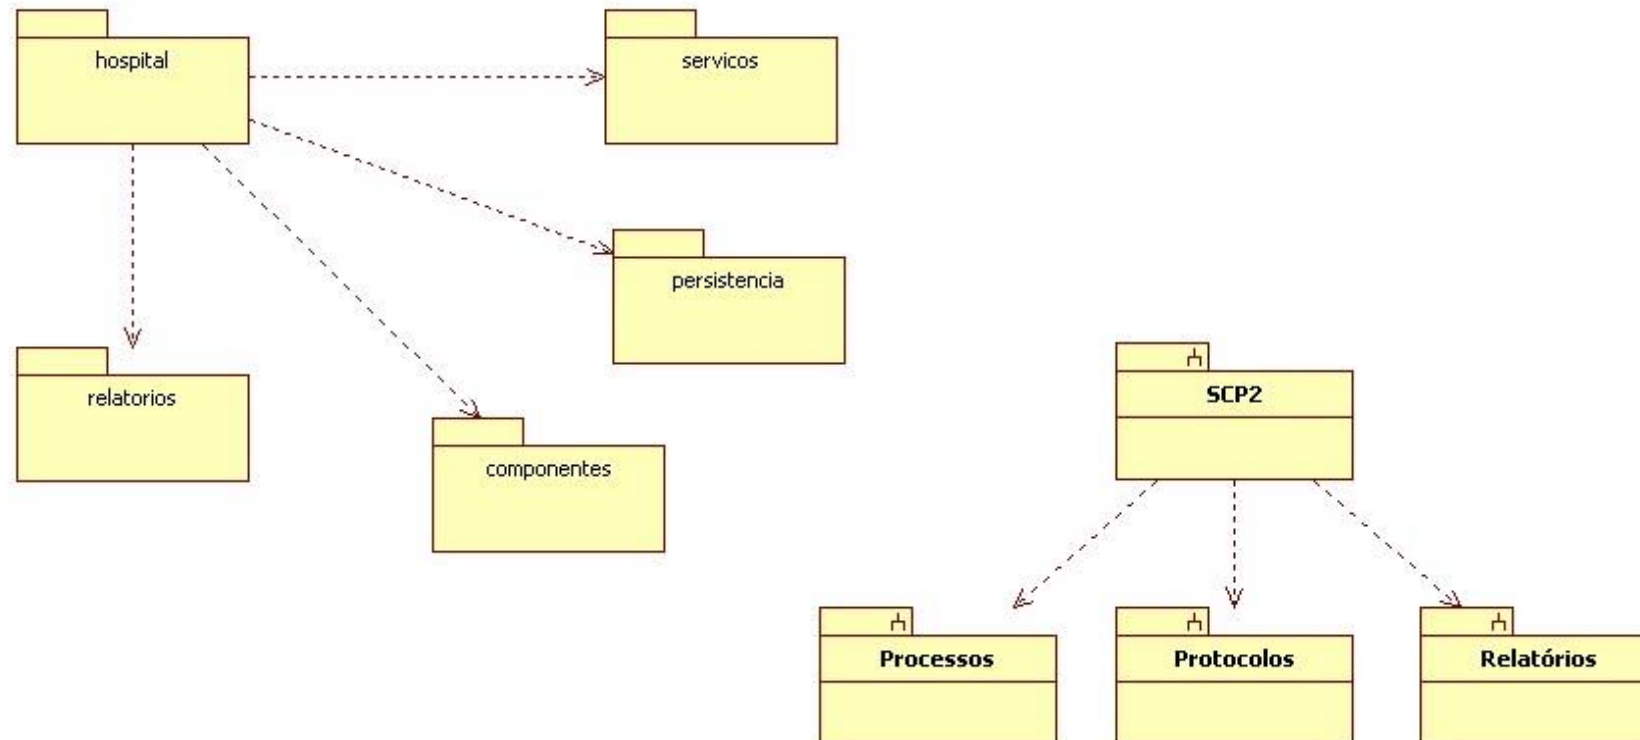 hospital
servicos
persistencia
relatorios
componentes
SCP2
Processos
Protocolos
Relatórios